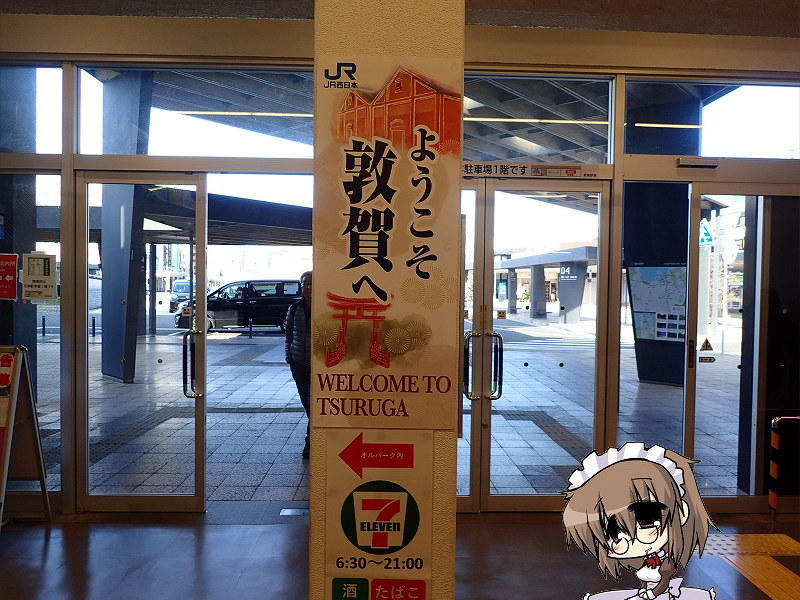 JR
JR西日本
ようこそ
敦賀へ
WELCOME TO
TSURUGA
オルパーク内
7
ELEVEN
6:30～21:00
酒
たばこ
駐車場1階です
04